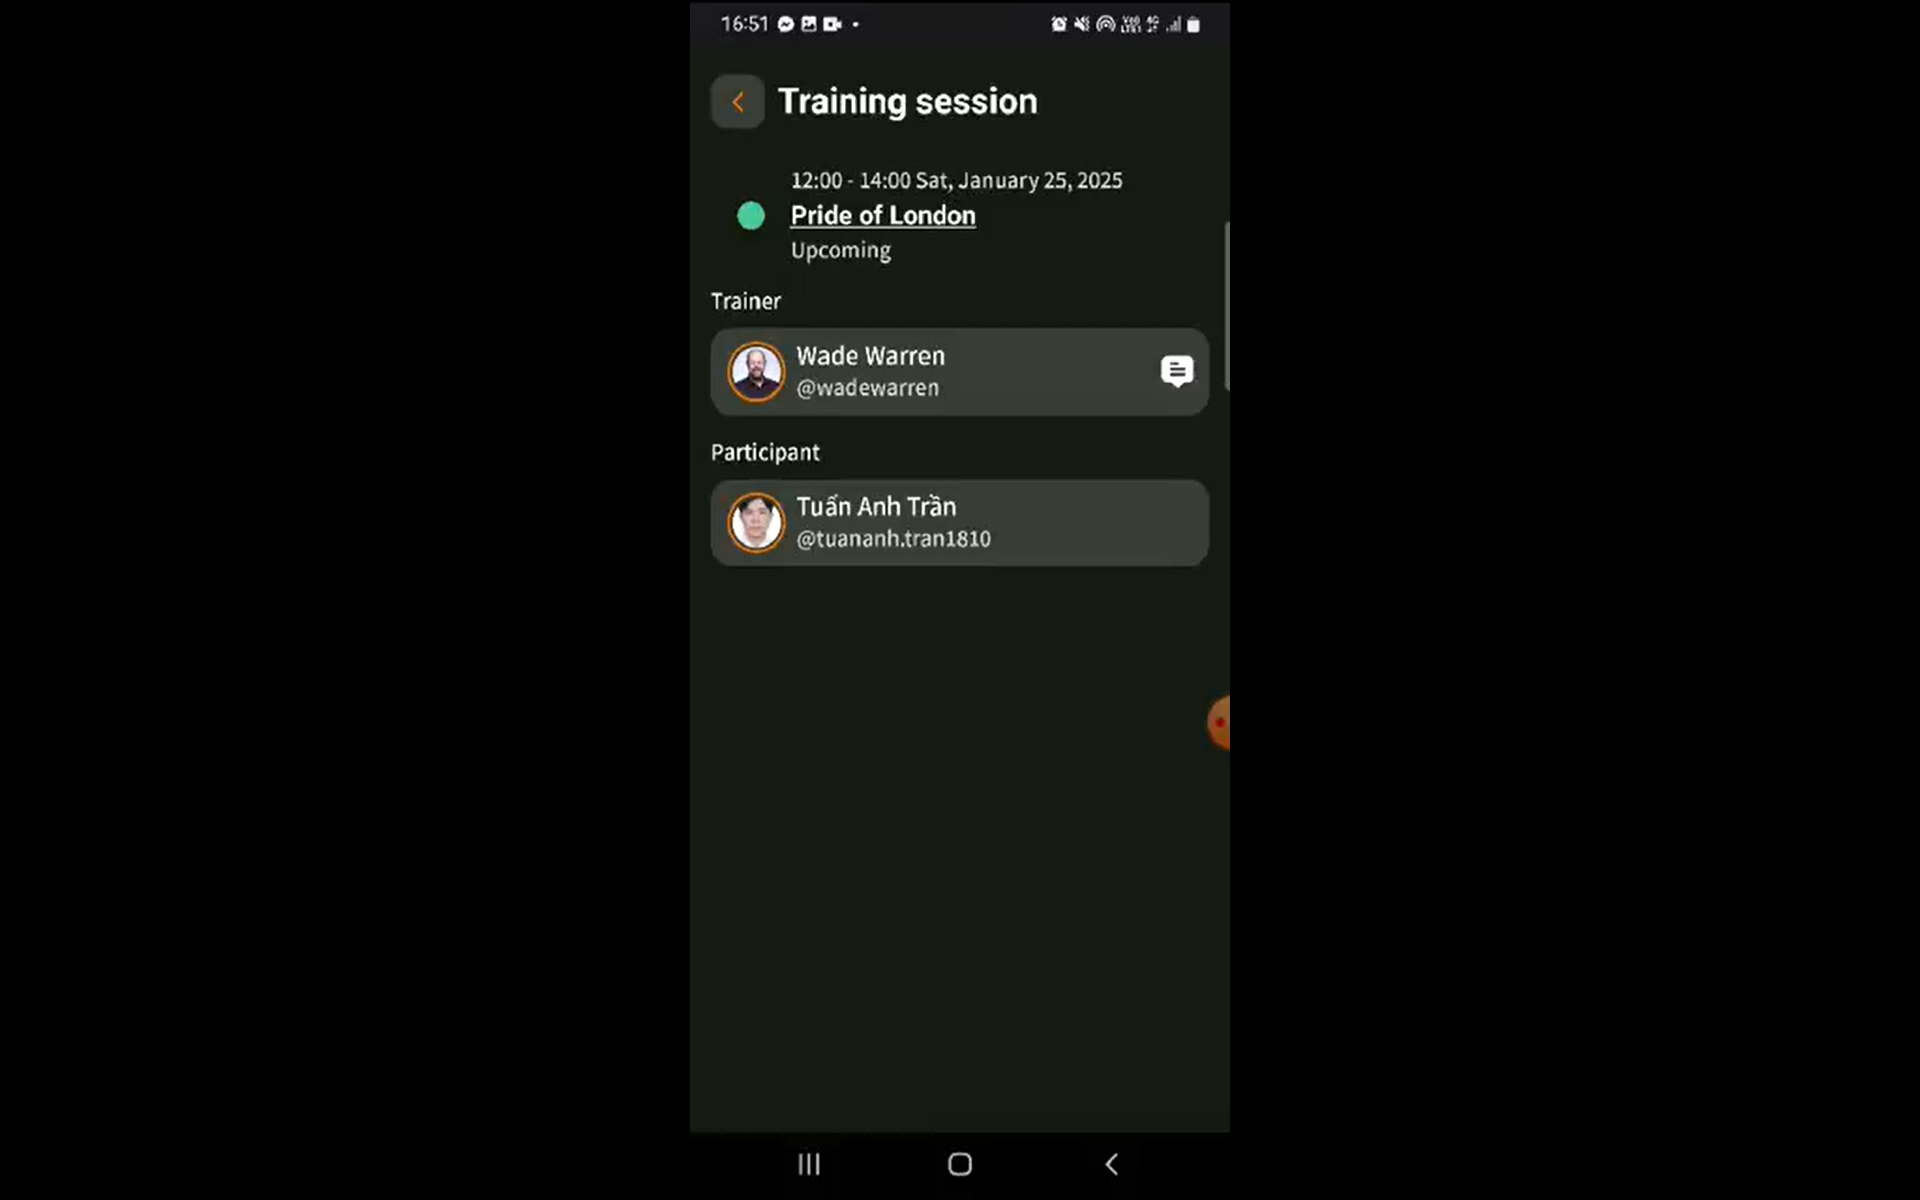 16:51
Training session
12:00 - 14:00 Sat, January 25, 2025
Pride of London
Upcoming
Trainer
Wade Warren
@wadewarren
Participant
Tuấn Anh Trần
@tuananh.tran1810